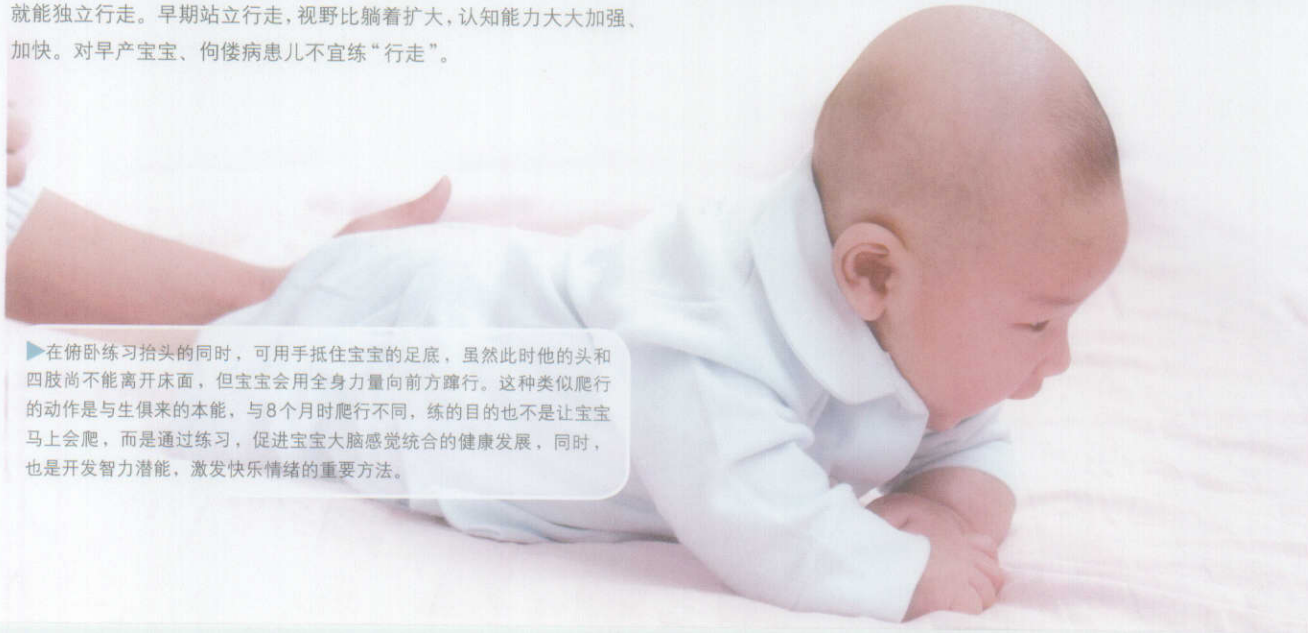 就能独立行走。早期站立行走，视野比躺着扩大，认知能力大大加强、
加快。对早产宝宝、佝偻病患儿不宜练“行走”。
▶在俯卧练习抬头的同时，可用手抵住宝宝的足底，虽然此时他的头和
四肢尚不能离开床面，但宝宝会用全身力量向前方蹿行。这种类似爬行
的动作是与生俱来的本能，与8个月时爬行不同，练的目的也不是让宝宝
马上会爬，而是通过练习，促进宝宝大脑感觉统合的健康发展，同时，
也是开发智力潜能，激发快乐情绪的重要方法。